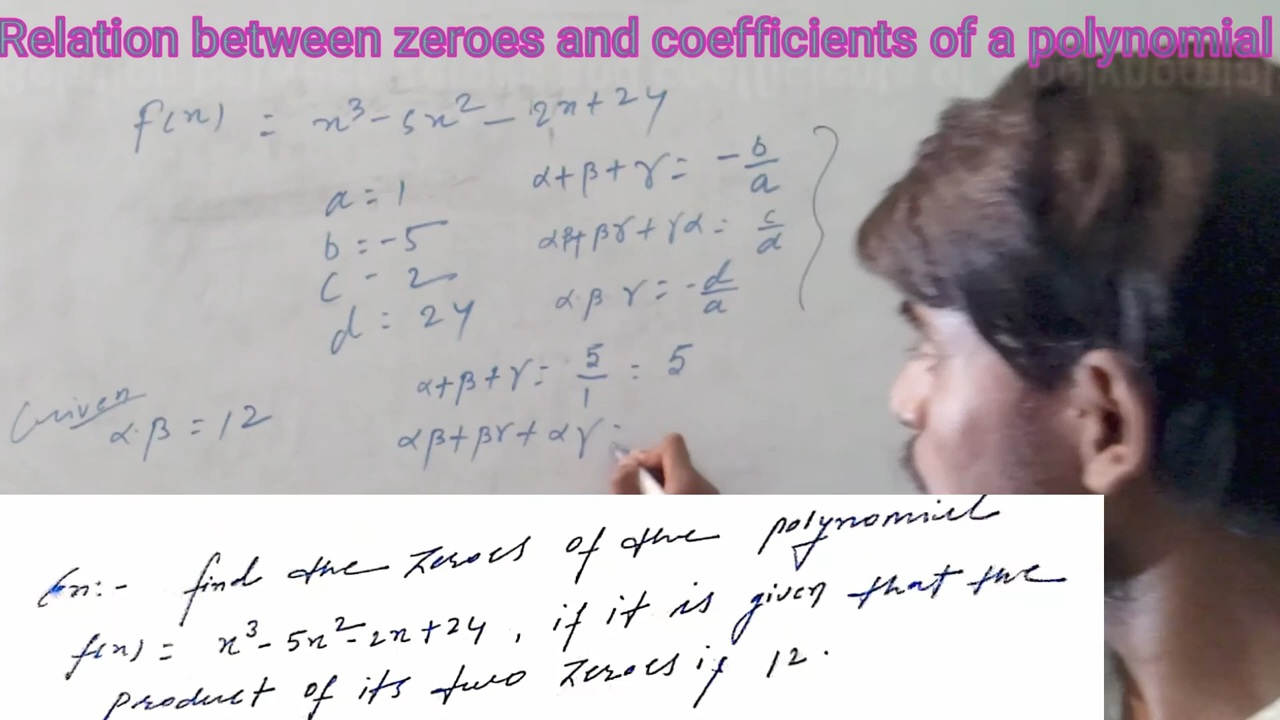 Relation between zeroes and coefficients of a polynomial
f(x) = x³ - 5x² - 2x + 24
a = 1
α + β + γ = - b/a
b = -5
αβ + βγ + γα = c/a
c - 2
α·β γ = - d/a
d = 24
α + β + γ = 5/1 = 5
Given
α·β = 12
αβ + βγ + αγ =
Ex:- find the zeroes of the polynomial
f(x) = x³ - 5x² - 2x + 24, if it is given that the
product of its two zeroes is 12.